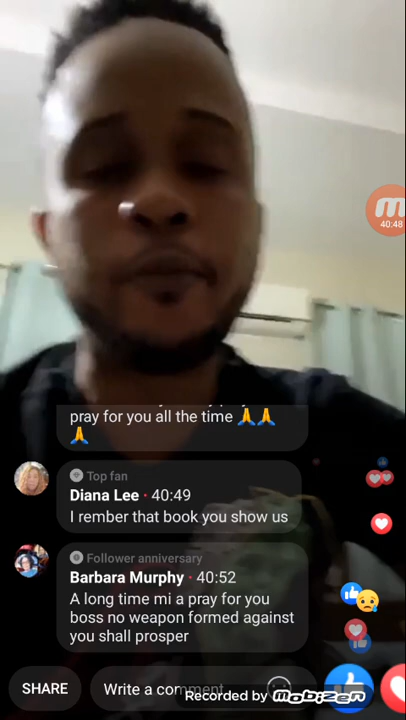 40:48
pray for you all the time 🙏🙏
🙏
Top fan
Diana Lee • 40:49
I rember that book you show us
Follower anniversary
Barbara Murphy • 40:52
A long time mi a pray for you
boss no weapon formed against
you shall prosper
SHARE
Write a comment
Recorded by mobizen